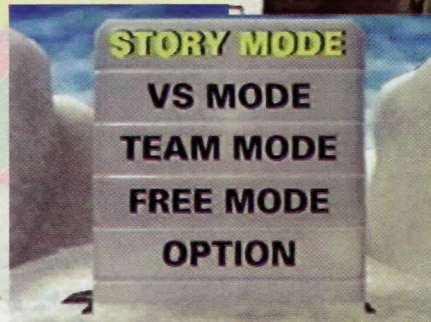 STORY MODE
VS MODE
TEAM MODE
FREE MODE
OPTION